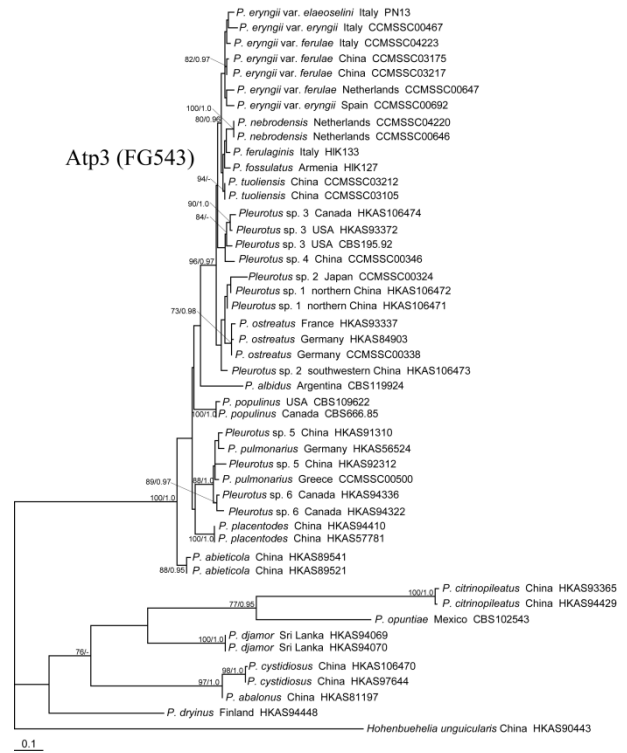 P. eryngii var. elaeoselini Italy PN13
P. eryngii var. eryngii Italy CCMSSC00467
P. eryngii var. ferulae Italy CCMSSC04223
82/0.97
P. eryngii var. ferulae China CCMSSC03175
P. eryngii var. ferulae China CCMSSC03217
P. eryngii var. ferulae Netherlands CCMSSC00647
100/1.0
P. eryngii var. eryngii Spain CCMSSC00692
80/0.96
P. nebrodensis Netherlands CCMSSC04220
P. nebrodensis Netherlands CCMSSC00646
Atp3 (FG543)
P. ferulaginis Italy HIK133
P. fossulatus Armenia HIK127
94/-
P. tuoliensis China CCMSSC03212
P. tuoliensis China CCMSSC03105
90/1.0
Pleurotus sp. 3 Canada HKAS106474
84/-
Pleurotus sp. 3 USA HKAS93372
Pleurotus sp. 3 USA CBS195.92
96/0.97
Pleurotus sp. 4 China CCMSSC00346
Pleurotus sp. 2 Japan CCMSSC00324
Pleurotus sp. 1 northern China HKAS106472
Pleurotus sp. 1 northern China HKAS106471
73/0.98
P. ostreatus France HKAS93337
P. ostreatus Germany HKAS84903
P. ostreatus Germany CCMSSC00338
Pleurotus sp. 2 southwestern China HKAS106473
P. albidus Argentina CBS119924
P. populinus USA CBS109622
100/1.0
P. populinus Canada CBS666.85
Pleurotus sp. 5 China HKAS91310
P. pulmonarius Germany HKAS56524
Pleurotus sp. 5 China HKAS92312
89/0.97
88/1.0
P. pulmonarius Greece CCMSSC00500
100/1.0
Pleurotus sp. 6 Canada HKAS94336
Pleurotus sp. 6 Canada HKAS94322
P. placentodes China HKAS94410
100/1.0
P. placentodes China HKAS57781
P. abieticola China HKAS89541
88/0.95
P. abieticola China HKAS89521
100/1.0
P. citrinopileatus China HKAS93365
77/0.95
P. citrinopileatus China HKAS94429
P. opuntiae Mexico CBS102543
P. djamor Sri Lanka HKAS94069
100/1.0
P. djamor Sri Lanka HKAS94070
76/-
98/1.0
P. cystidiosus China HKAS106470
P. cystidiosus China HKAS97644
97/1.0
P. abalonus China HKAS81197
P. dryinus Finland HKAS94448
Hohenbuehelia unguicularis China HKAS90443
0.1